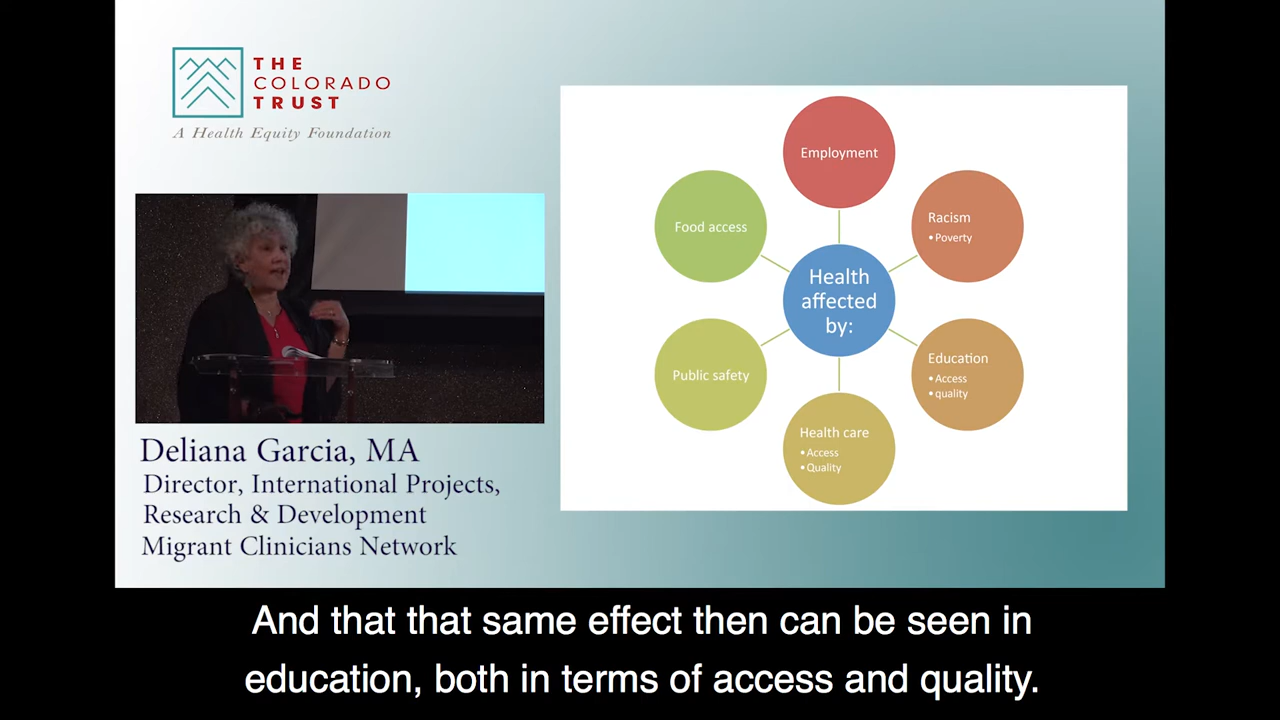 THE
COLORADO
TRUST
A Health Equity Foundation
Deliana Garcia, MA
Director, International Projects,
Research & Development
Migrant Clinicians Network
Employment
Racism
•Poverty
Food access
Health
affected
by:
Education
•Access
•quality
Public safety
Health care
•Access
•Quality
And that that same effect then can be seen in
education, both in terms of access and quality.